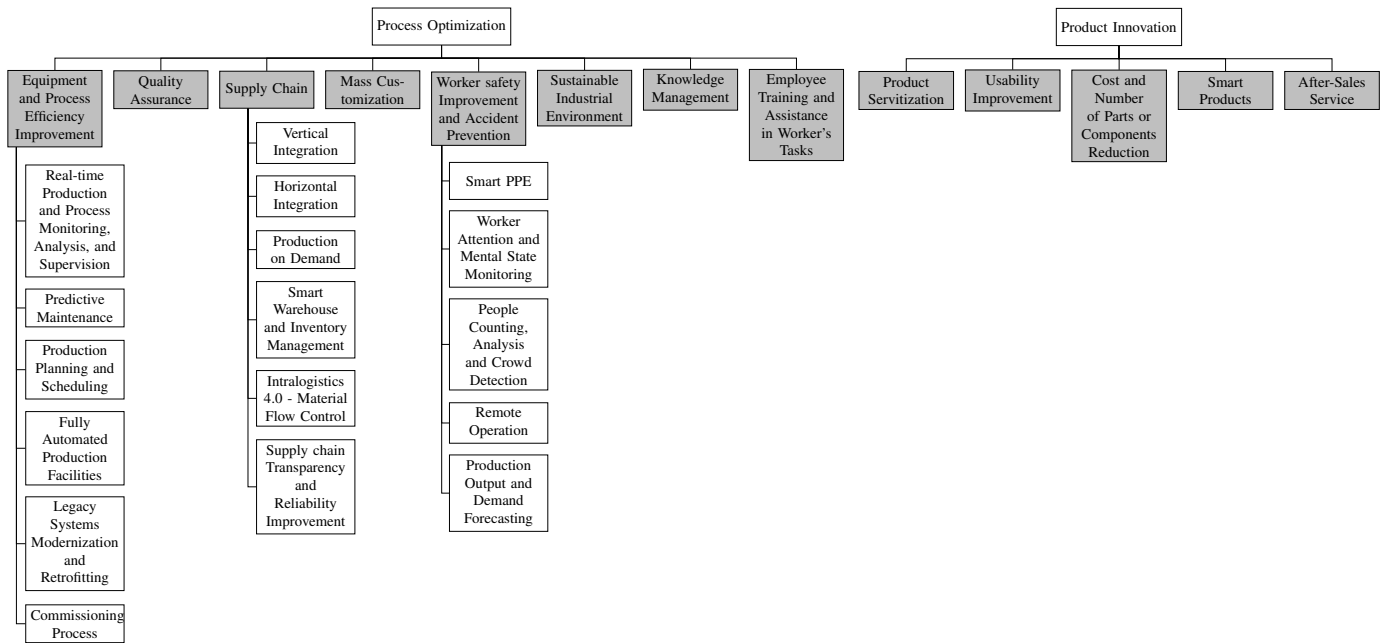 Process Optimization
Product Innovation
Equipment
and Process
Efficiency
Improvement
Quality
Assurance
Supply Chain
Mass Cus-
tomization
Worker safety
Improvement
and Accident
Prevention
Sustainable
Industrial
Environment
Knowledge
Management
Employee
Training and
Assistance
in Worker's
Tasks
Product
Servitization
Usability
Improvement
Cost and
Number
of Parts or
Components
Reduction
Smart
Products
After-Sales
Service
Real-time
Production
and Process
Monitoring,
Analysis, and
Supervision
Predictive
Maintenance
Production
Planning and
Scheduling
Fully
Automated
Production
Facilities
Legacy
Systems
Modernization
and
Retrofitting
Commissioning
Process
Vertical
Integration
Horizontal
Integration
Production
on Demand
Smart
Warehouse
and Inventory
Management
Intralogistics
4.0 - Material
Flow Control
Supply chain
Transparency
and
Reliability
Improvement
Smart PPE
Worker
Attention and
Mental State
Monitoring
People
Counting,
Analysis
and Crowd
Detection
Remote
Operation
Production
Output and
Demand
Forecasting